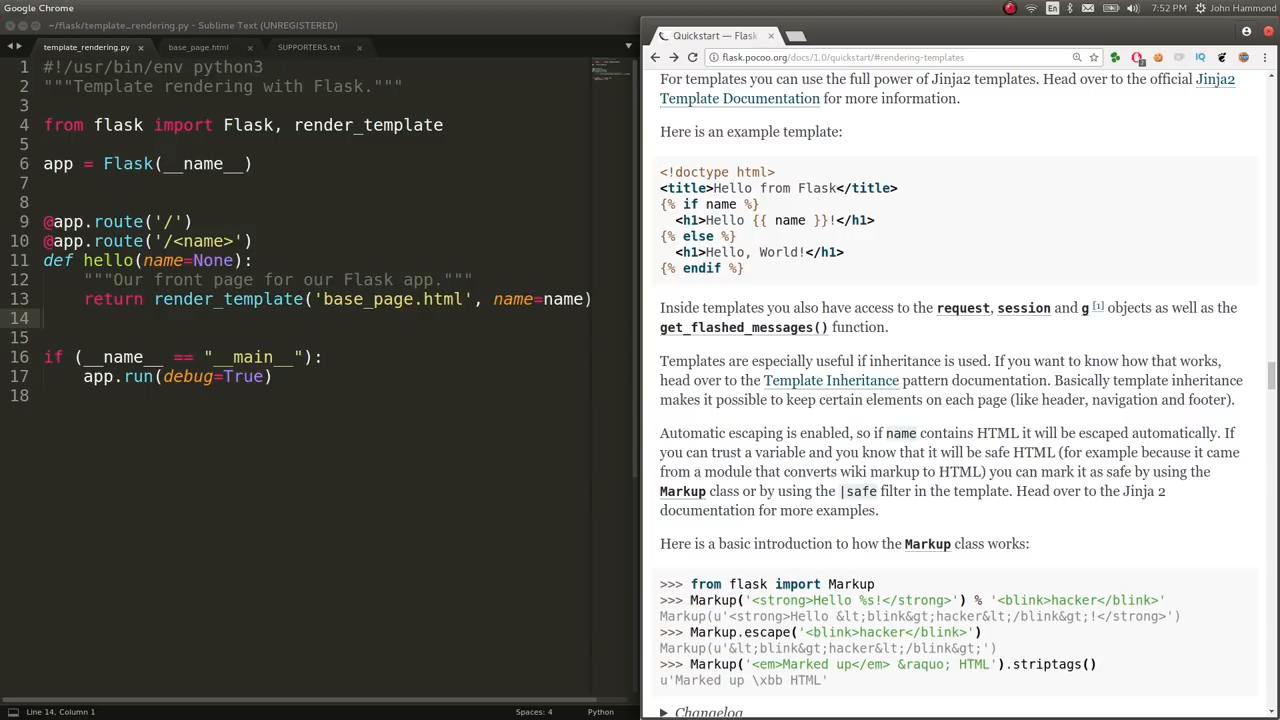 Google Chrome
En
7:52 PM
John Hammond
~/flask/template_rendering.py - Sublime Text (UNREGISTERED)
template_rendering.py
base_page.html
SUPPORTERS.txt
1 #!/usr/bin/env python3
2 """Template rendering with Flask."""
3
4 from flask import Flask, render_template
5
6 app = Flask(__name__)
7
8
9 @app.route('/')
10 @app.route('/<name>')
11 def hello(name=None):
12 """Our front page for our Flask app."""
13 return render_template('base_page.html', name=name)
14
15
16 if (__name__ == "__main__"):
17 app.run(debug=True)
18
Line 14, Column 1
Spaces: 4
Python
Quickstart — Flask
flask.pocoo.org/docs/1.0/quickstart/#rendering-templates
For templates you can use the full power of Jinja2 templates. Head over to the official Jinja2
Template Documentation for more information.
Here is an example template:
<!doctype html>
<title>Hello from Flask</title>
{% if name %}
<h1>Hello {{ name }}!</h1>
{% else %}
<h1>Hello, World!</h1>
{% endif %}
Inside templates you also have access to the request, session and g [1] objects as well as the
get_flashed_messages() function.
Templates are especially useful if inheritance is used. If you want to know how that works,
head over to the Template Inheritance pattern documentation. Basically template inheritance
makes it possible to keep certain elements on each page (like header, navigation and footer).
Automatic escaping is enabled, so if name contains HTML it will be escaped automatically. If
you can trust a variable and you know that it will be safe HTML (for example because it came
from a module that converts wiki markup to HTML) you can mark it as safe by using the
Markup class or by using the |safe filter in the template. Head over to the Jinja 2
documentation for more examples.
Here is a basic introduction to how the Markup class works:
>>> from flask import Markup
>>> Markup('<strong>Hello %s!</strong>') % '<blink>hacker</blink>'
Markup(u'<strong>Hello &lt;blink&gt;hacker&lt;/blink&gt;!</strong>')
>>> Markup.escape('<blink>hacker</blink>')
Markup(u'&lt;blink&gt;hacker&lt;/blink&gt;')
>>> Markup('<em>Marked up</em> &raquo; HTML').striptags()
u'Marked up \xbb HTML'
▶ Changelog